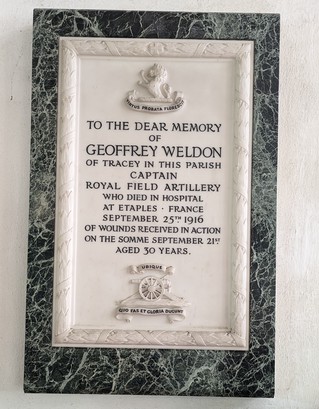 VIRTUS PROBATA FLORESCIT
TO THE DEAR MEMORY
OF
GEOFFREY WELDON
OF TRACEY IN THIS PARISH
CAPTAIN
ROYAL FIELD ARTILLERY
WHO DIED IN HOSPITAL
AT ETAPLES · FRANCE
SEPTEMBER 25TH 1916
OF WOUNDS RECEIVED IN ACTION
ON THE SOMME SEPTEMBER 21ST
AGED 30 YEARS.
UBIQUE
QUO FAS ET GLORIA DUCUNT